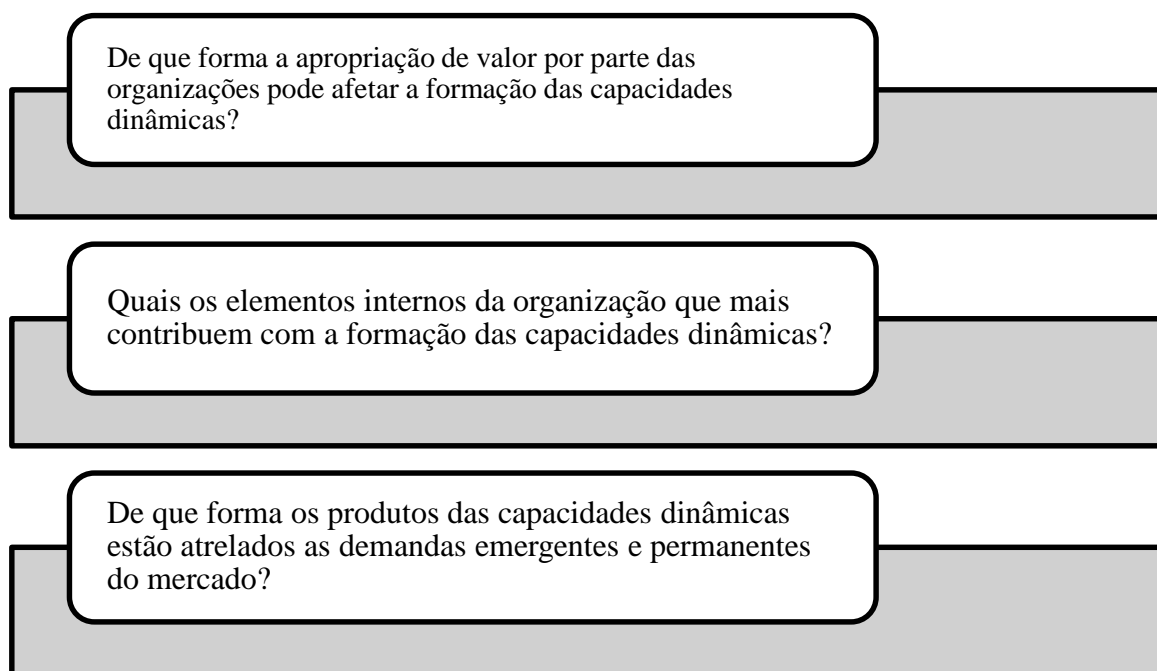 De que forma a apropriação de valor por parte das
organizações pode afetar a formação das capacidades
dinâmicas?
Quais os elementos internos da organização que mais
contribuem com a formação das capacidades dinâmicas?
De que forma os produtos das capacidades dinâmicas
estão atrelados as demandas emergentes e permanentes
do mercado?